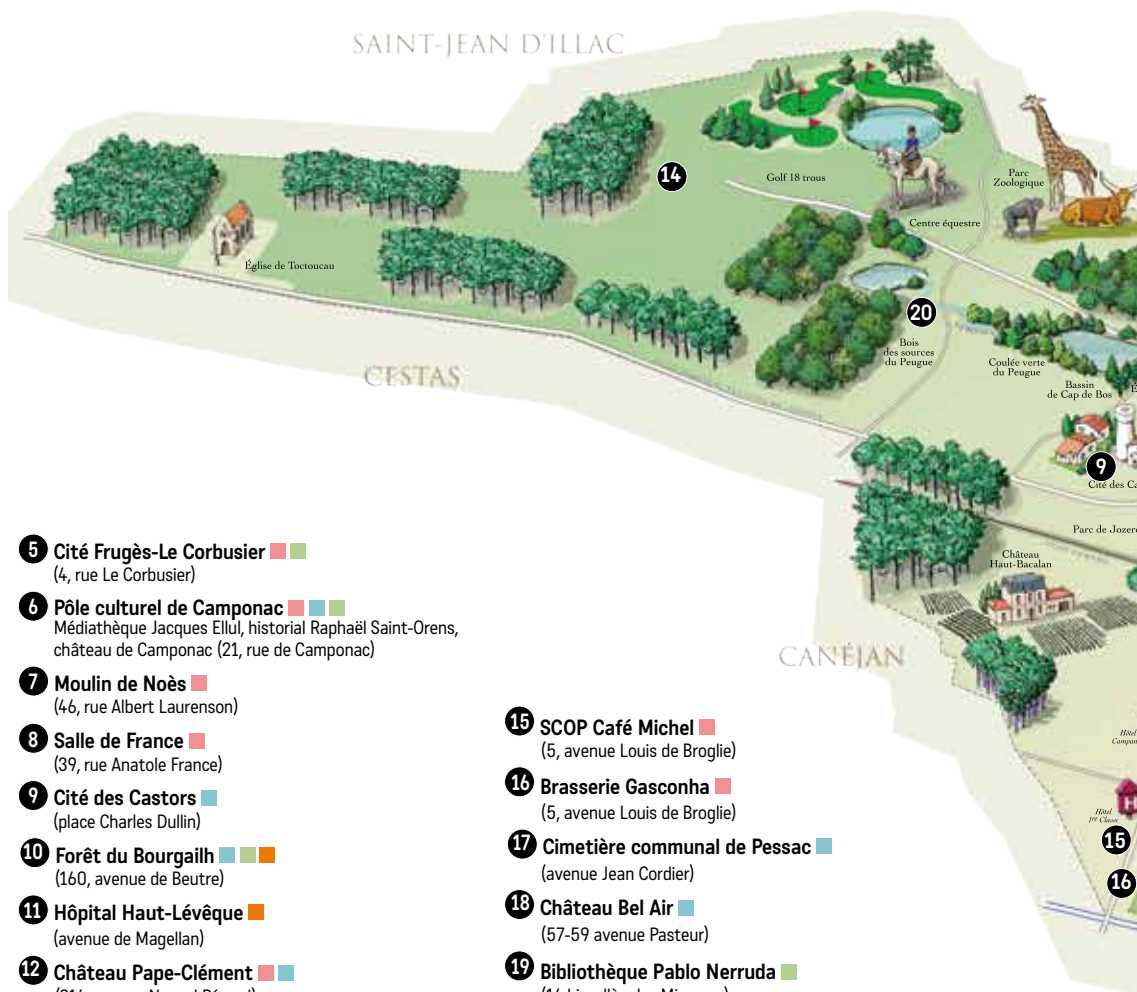 SAINT-JEAN D'ILLAC
14
Golf 18 trous
Parc
Zoologique
Centre équestre
Église de Toctoucau
20
Bois
des sources
du Peugue
Coulée verte
du Peugue
Bassin
de Cap de Bos
CESTAS
9
Cité des
Parc de
Château
Haut-Bacalan
CANÉJAN
Hôtel
Hôtel
1re Classe
H
15
16
5 Cité Frugès-Le Corbusier
(4, rue Le Corbusier)
6 Pôle culturel de Camponac
Médiathèque Jacques Ellul, historial Raphaël Saint-Orens,
château de Camponac (21, rue de Camponac)
7 Moulin de Noès
(46, rue Albert Laurenson)
8 Salle de France
(39, rue Anatole France)
9 Cité des Castors
(place Charles Dullin)
10 Forêt du Bourgailh
(160, avenue de Beutre)
11 Hôpital Haut-Lévêque
(avenue de Magellan)
12 Château Pape-Clément
15 SCOP Café Michel
(5, avenue Louis de Broglie)
16 Brasserie Gasconha
(5, avenue Louis de Broglie)
17 Cimetière communal de Pessac
(avenue Jean Cordier)
18 Château Bel Air
(57-59 avenue Pasteur)
19 Bibliothèque Pablo Nerruda